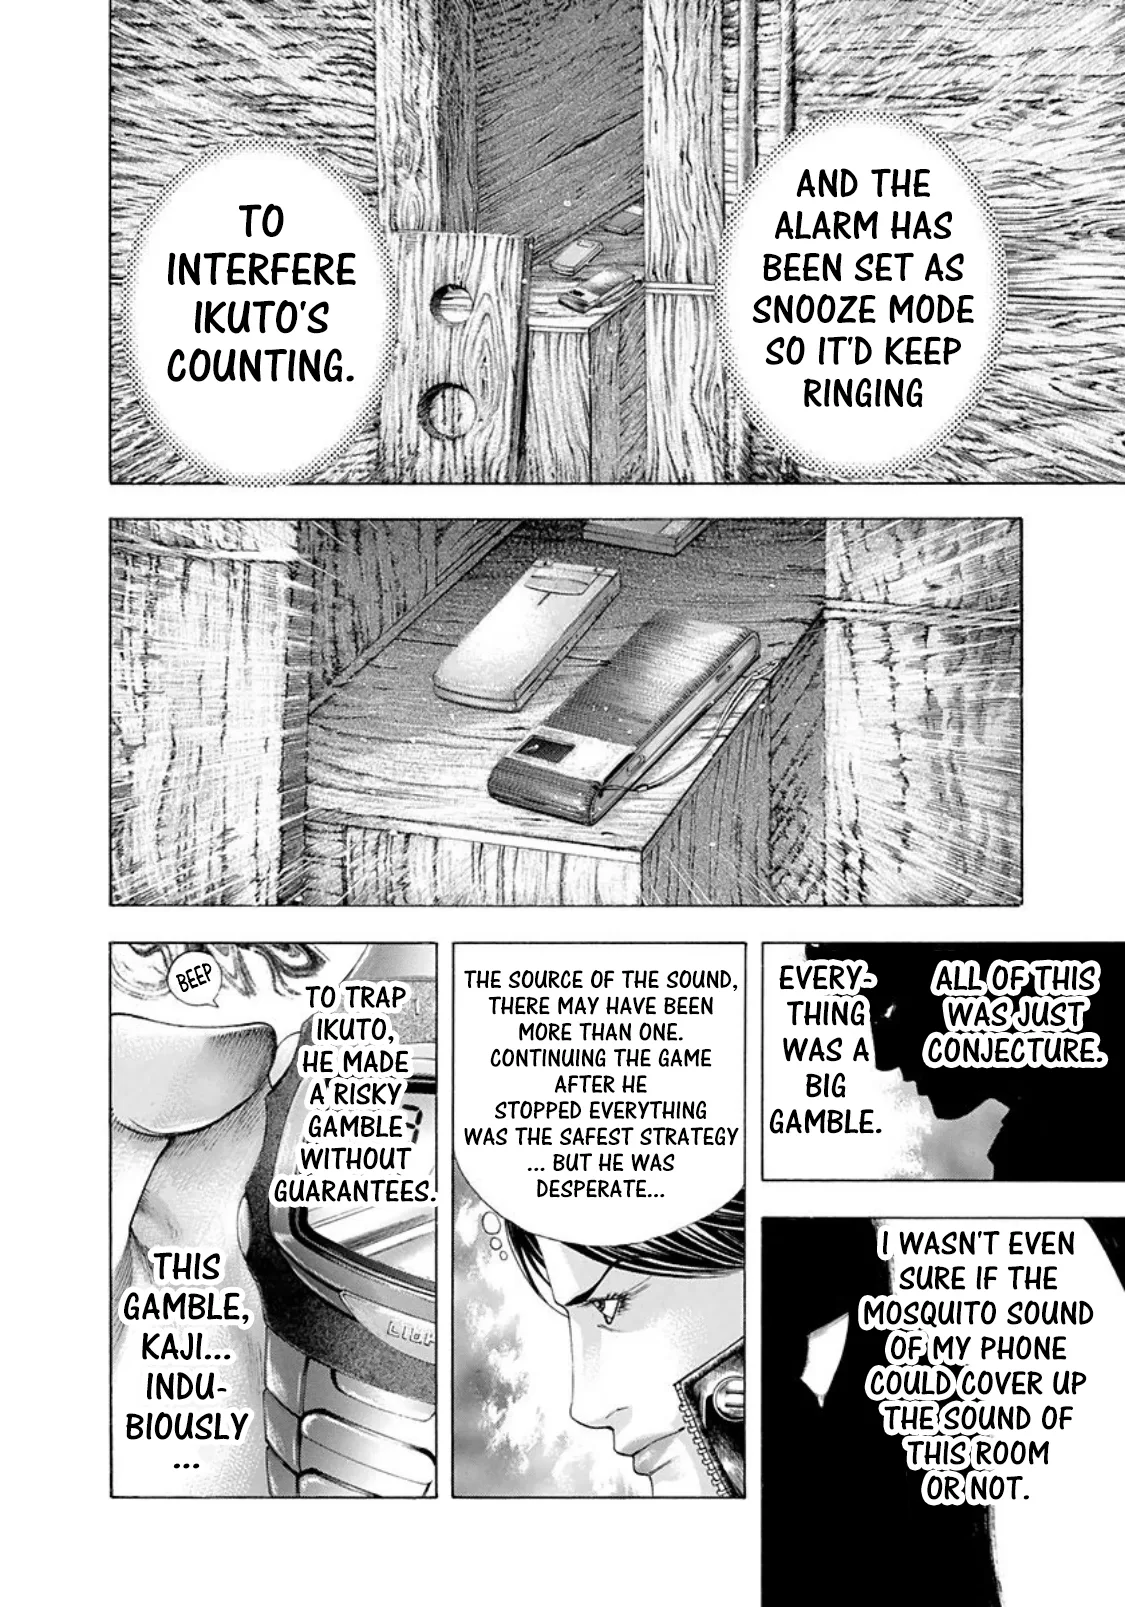 AND THE
ALARM HAS
BEEN SET AS
SNOOZE MODE
SO IT'D KEEP
RINGING
TO
INTERFERE
IKUTO'S
COUNTING.
ALL OF THIS
WAS JUST
CONJECTURE.
EVERY-
THING
WAS A
BIG
GAMBLE.
I WASN'T EVEN
SURE IF THE
MOSQUITO SOUND
OF MY PHONE
COULD COVER UP
THE SOUND OF
THIS ROOM
OR NOT.
THE SOURCE OF THE SOUND,
THERE MAY HAVE BEEN
MORE THAN ONE.
CONTINUING THE GAME
AFTER HE
STOPPED EVERYTHING
WAS THE SAFEST STRATEGY
... BUT HE WAS
DESPERATE...
BEEP
TO TRAP
IKUTO,
HE MADE
A RISKY
GAMBLE
WITHOUT
GUARANTEES.
THIS
GAMBLE,
KAJI...
INDU-
BIOUSLY
...